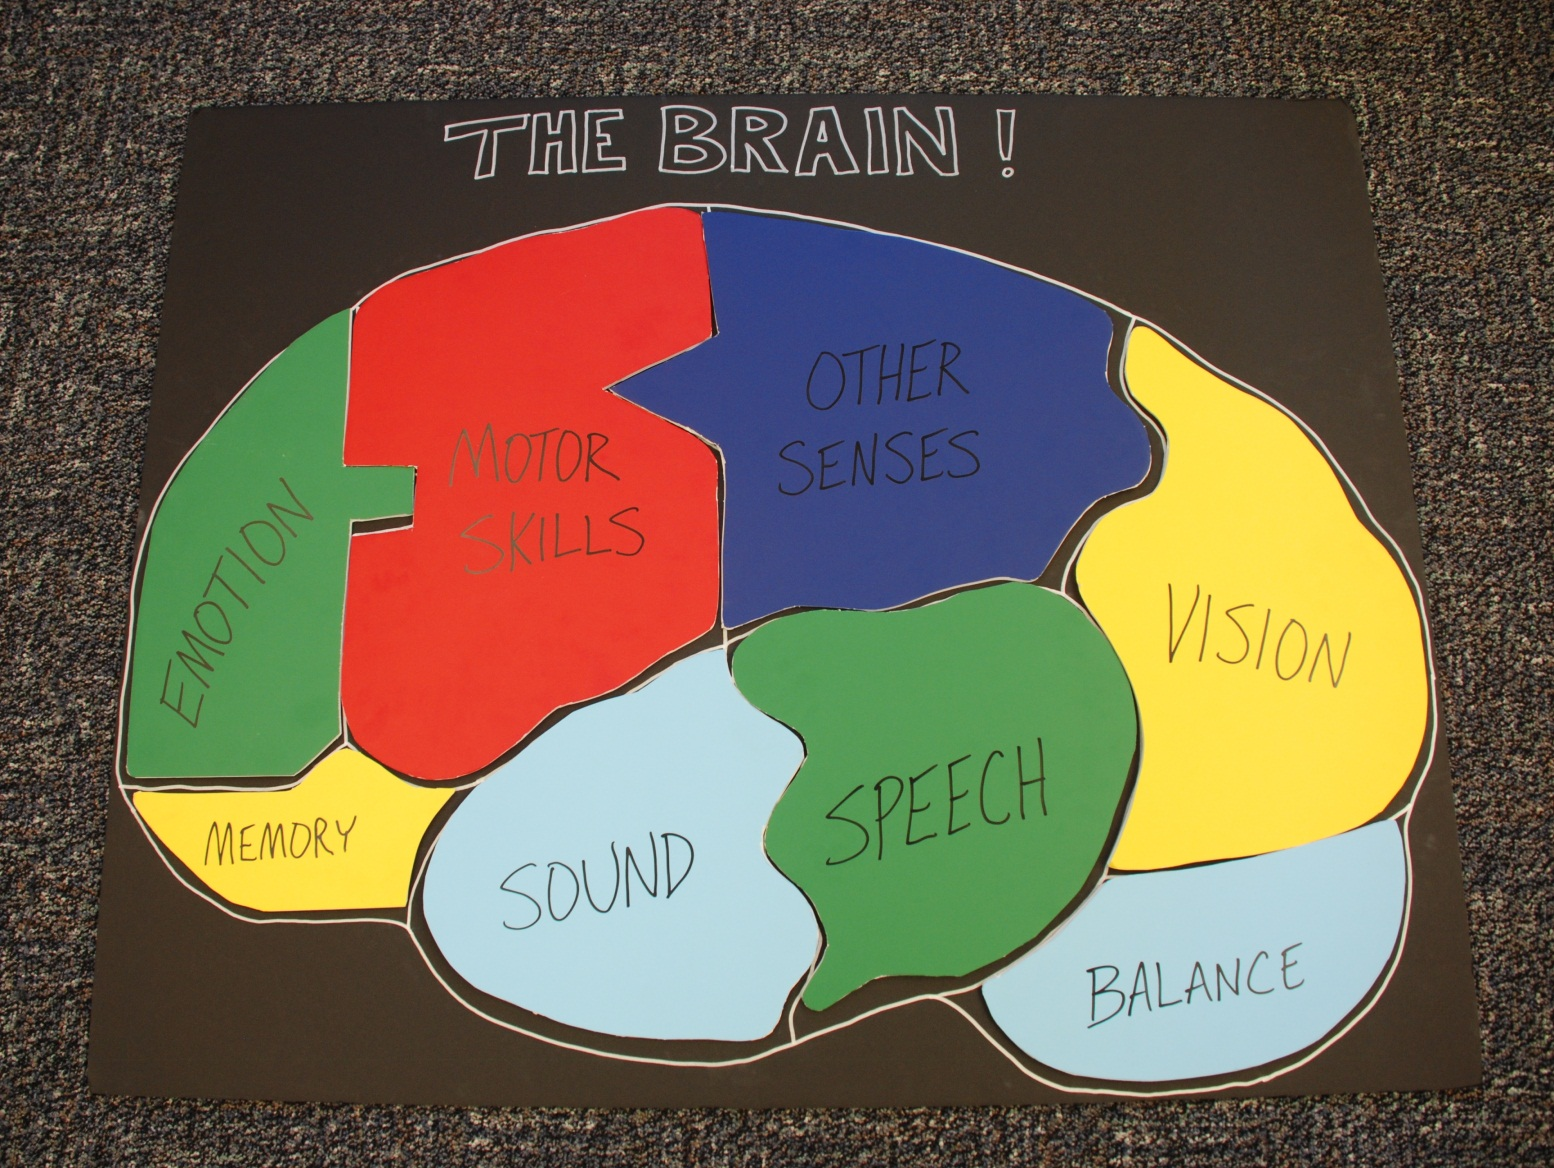 THE BRAIN!
OTHER
SENSES
MOTOR
SKILLS
EMOTION
VISION
MEMORY
SOUND
SPEECH
BALANCE